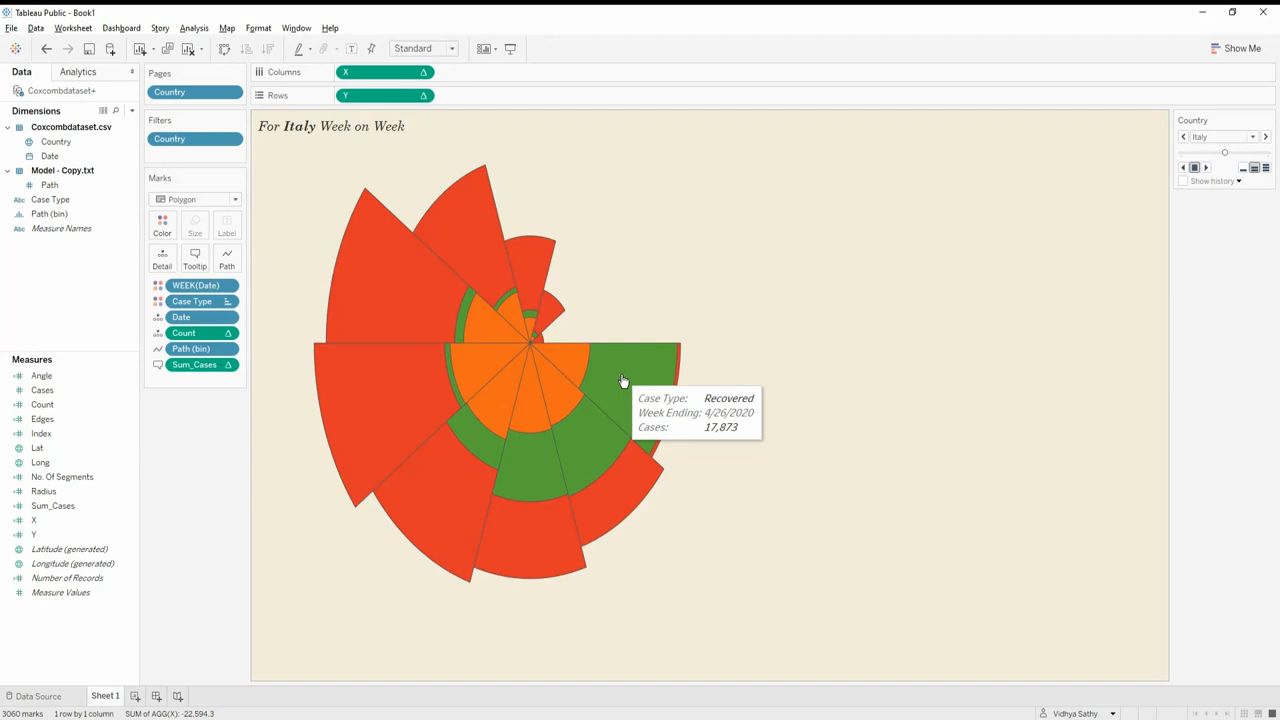 Tableau Public - Book1
File Data Worksheet Dashboard Story Analysis Map Format Window Help
Standard
Show Me
Data Analytics
Coxcombdataset+
Dimensions
Coxcombdataset.csv
Country
Date
Model - Copy.txt
Path
Abc Case Type
Path (bin)
Abc Measure Names
Measures
Angle
Cases
Count
Edges
Index
Lat
Long
No. Of Segments
Radius
Sum_Cases
X
Y
Latitude (generated)
Longitude (generated)
Number of Records
Measure Values
Pages
Country
Filters
Country
Marks
Polygon
Color Size Label
Detail Tooltip Path
WEEK(Date)
Case Type
Date
Count
Path (bin)
Sum_Cases
Columns X
Rows Y
For Italy Week on Week
Case Type: Recovered
Week Ending: 4/26/2020
Cases: 17,873
Country
Italy
Show history
Data Source Sheet 1
3060 marks 1 row by 1 column SUM of AGG(X): -22,594.3 Vidhya Sathy